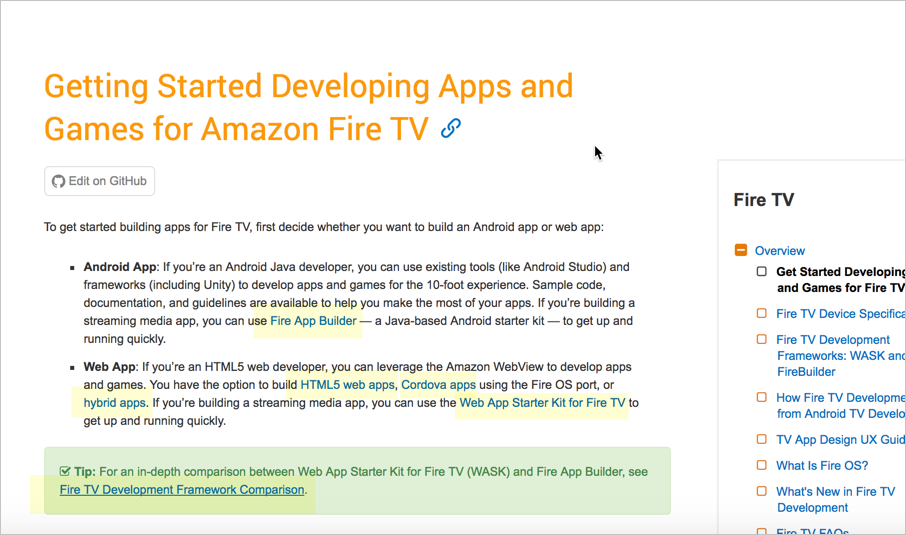 Getting Started Developing Apps and
Games for Amazon Fire TV
Edit on GitHub
To get started building apps for Fire TV, first decide whether you want to build an Android app or web app:
Android App: If you're an Android Java developer, you can use existing tools (like Android Studio) and
frameworks (including Unity) to develop apps and games for the 10-foot experience. Sample code,
documentation, and guidelines are available to help you make the most of your apps. If you're building a
streaming media app, you can use Fire App Builder — a Java-based Android starter kit — to get up and
running quickly.
Web App: If you're an HTML5 web developer, you can leverage the Amazon WebView to develop apps
and games. You have the option to build HTML5 web apps, Cordova apps using the Fire OS port, or
hybrid apps. If you're building a streaming media app, you can use the Web App Starter Kit for Fire TV to
get up and running quickly.
Tip: For an in-depth comparison between Web App Starter Kit for Fire TV (WASK) and Fire App Builder, see
Fire TV Development Framework Comparison.
Fire TV
Overview
Get Started Developing
and Games for Fire TV
Fire TV Device Specifica
Fire TV Development
Frameworks: WASK and
FireBuilder
How Fire TV Developme
from Android TV Develo
TV App Design UX Guid
What Is Fire OS?
What's New in Fire TV
Development
Fire TV FAQs